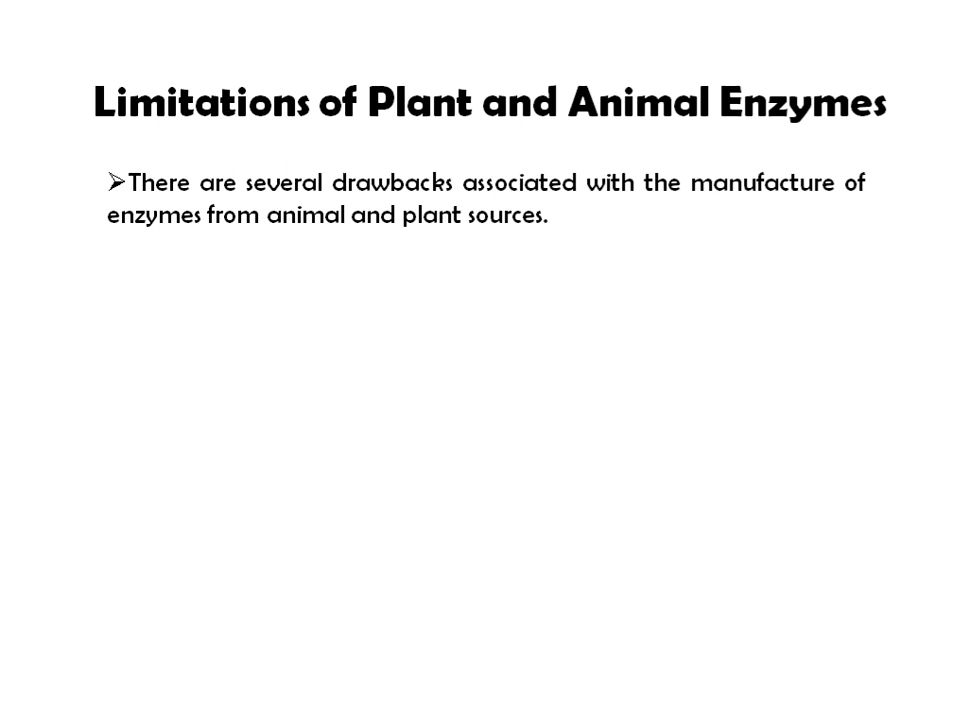 Limitations of Plant and Animal Enzymes
➢There are several drawbacks associated with the manufacture of
enzymes from animal and plant sources.